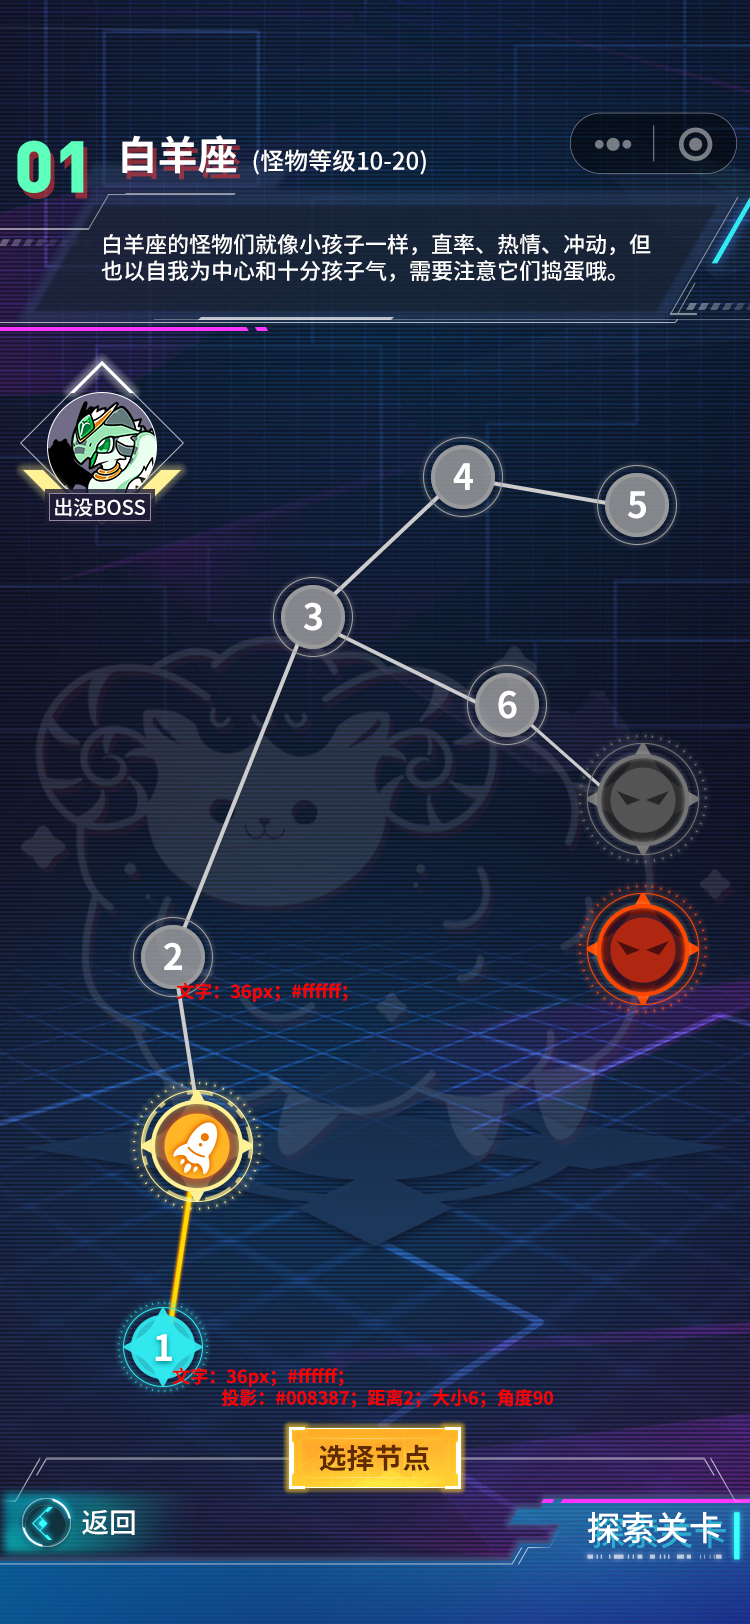 01 白羊座 (怪物等级10-20)
白羊座的怪物们就像小孩子一样，直率、热情、冲动，但
也以自我为中心和十分孩子气，需要注意它们捣蛋哦。
出没BOSS
4
5
3
6
2
文字：36px；#ffffff；
1
文字：36px；#ffffff；
投影：#008387；距离2；大小6；角度90
选择节点
返回
探索关卡